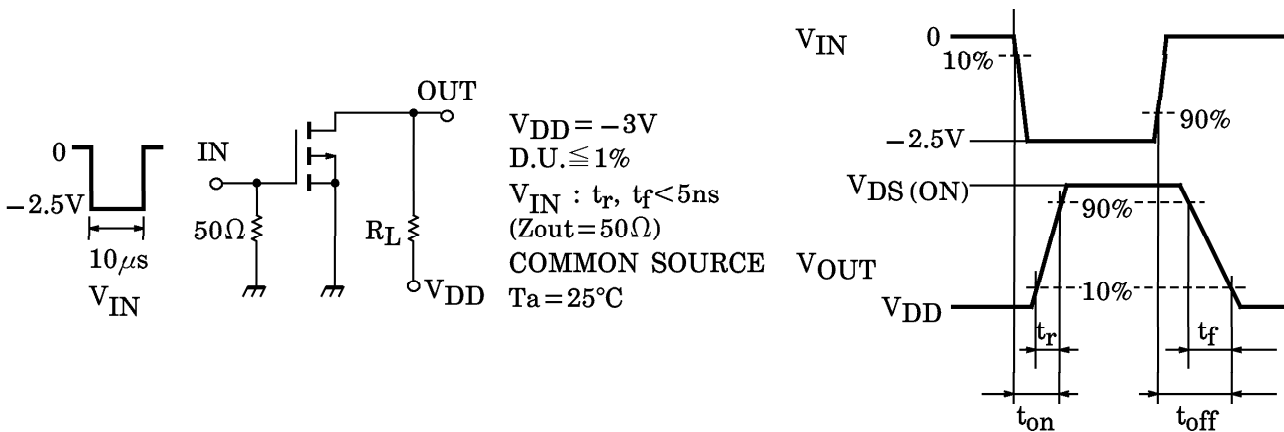 0
−2.5V
10μs
VIN
IN
50Ω
OUT
RL
VDD
VDD = −3V
D.U. ≦ 1%
VIN : tr, tf < 5ns
(Zout = 50Ω)
COMMON SOURCE
Ta = 25°C
VIN
0
10%
90%
−2.5V
VDS (ON)
90%
VOUT
10%
VDD
tr
tf
ton
toff